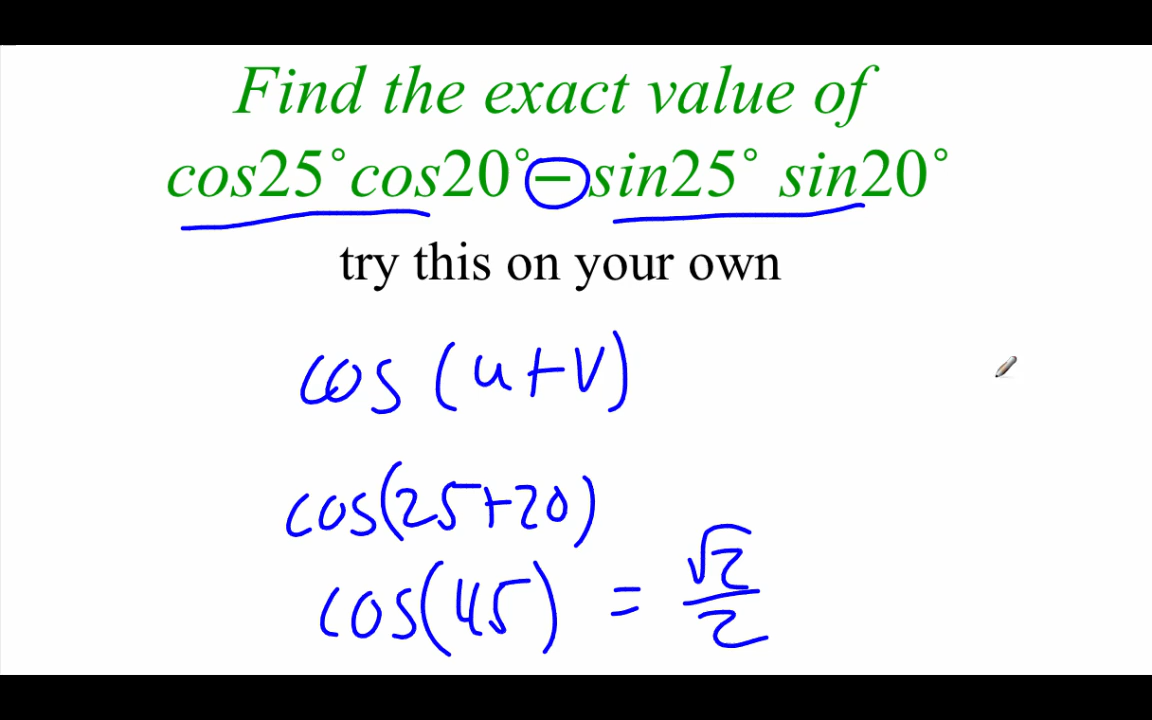 Find the exact value of
cos25°cos20°−sin25° sin20°
try this on your own
cos (u+v)
cos(25+20)
cos(45) = √2/2